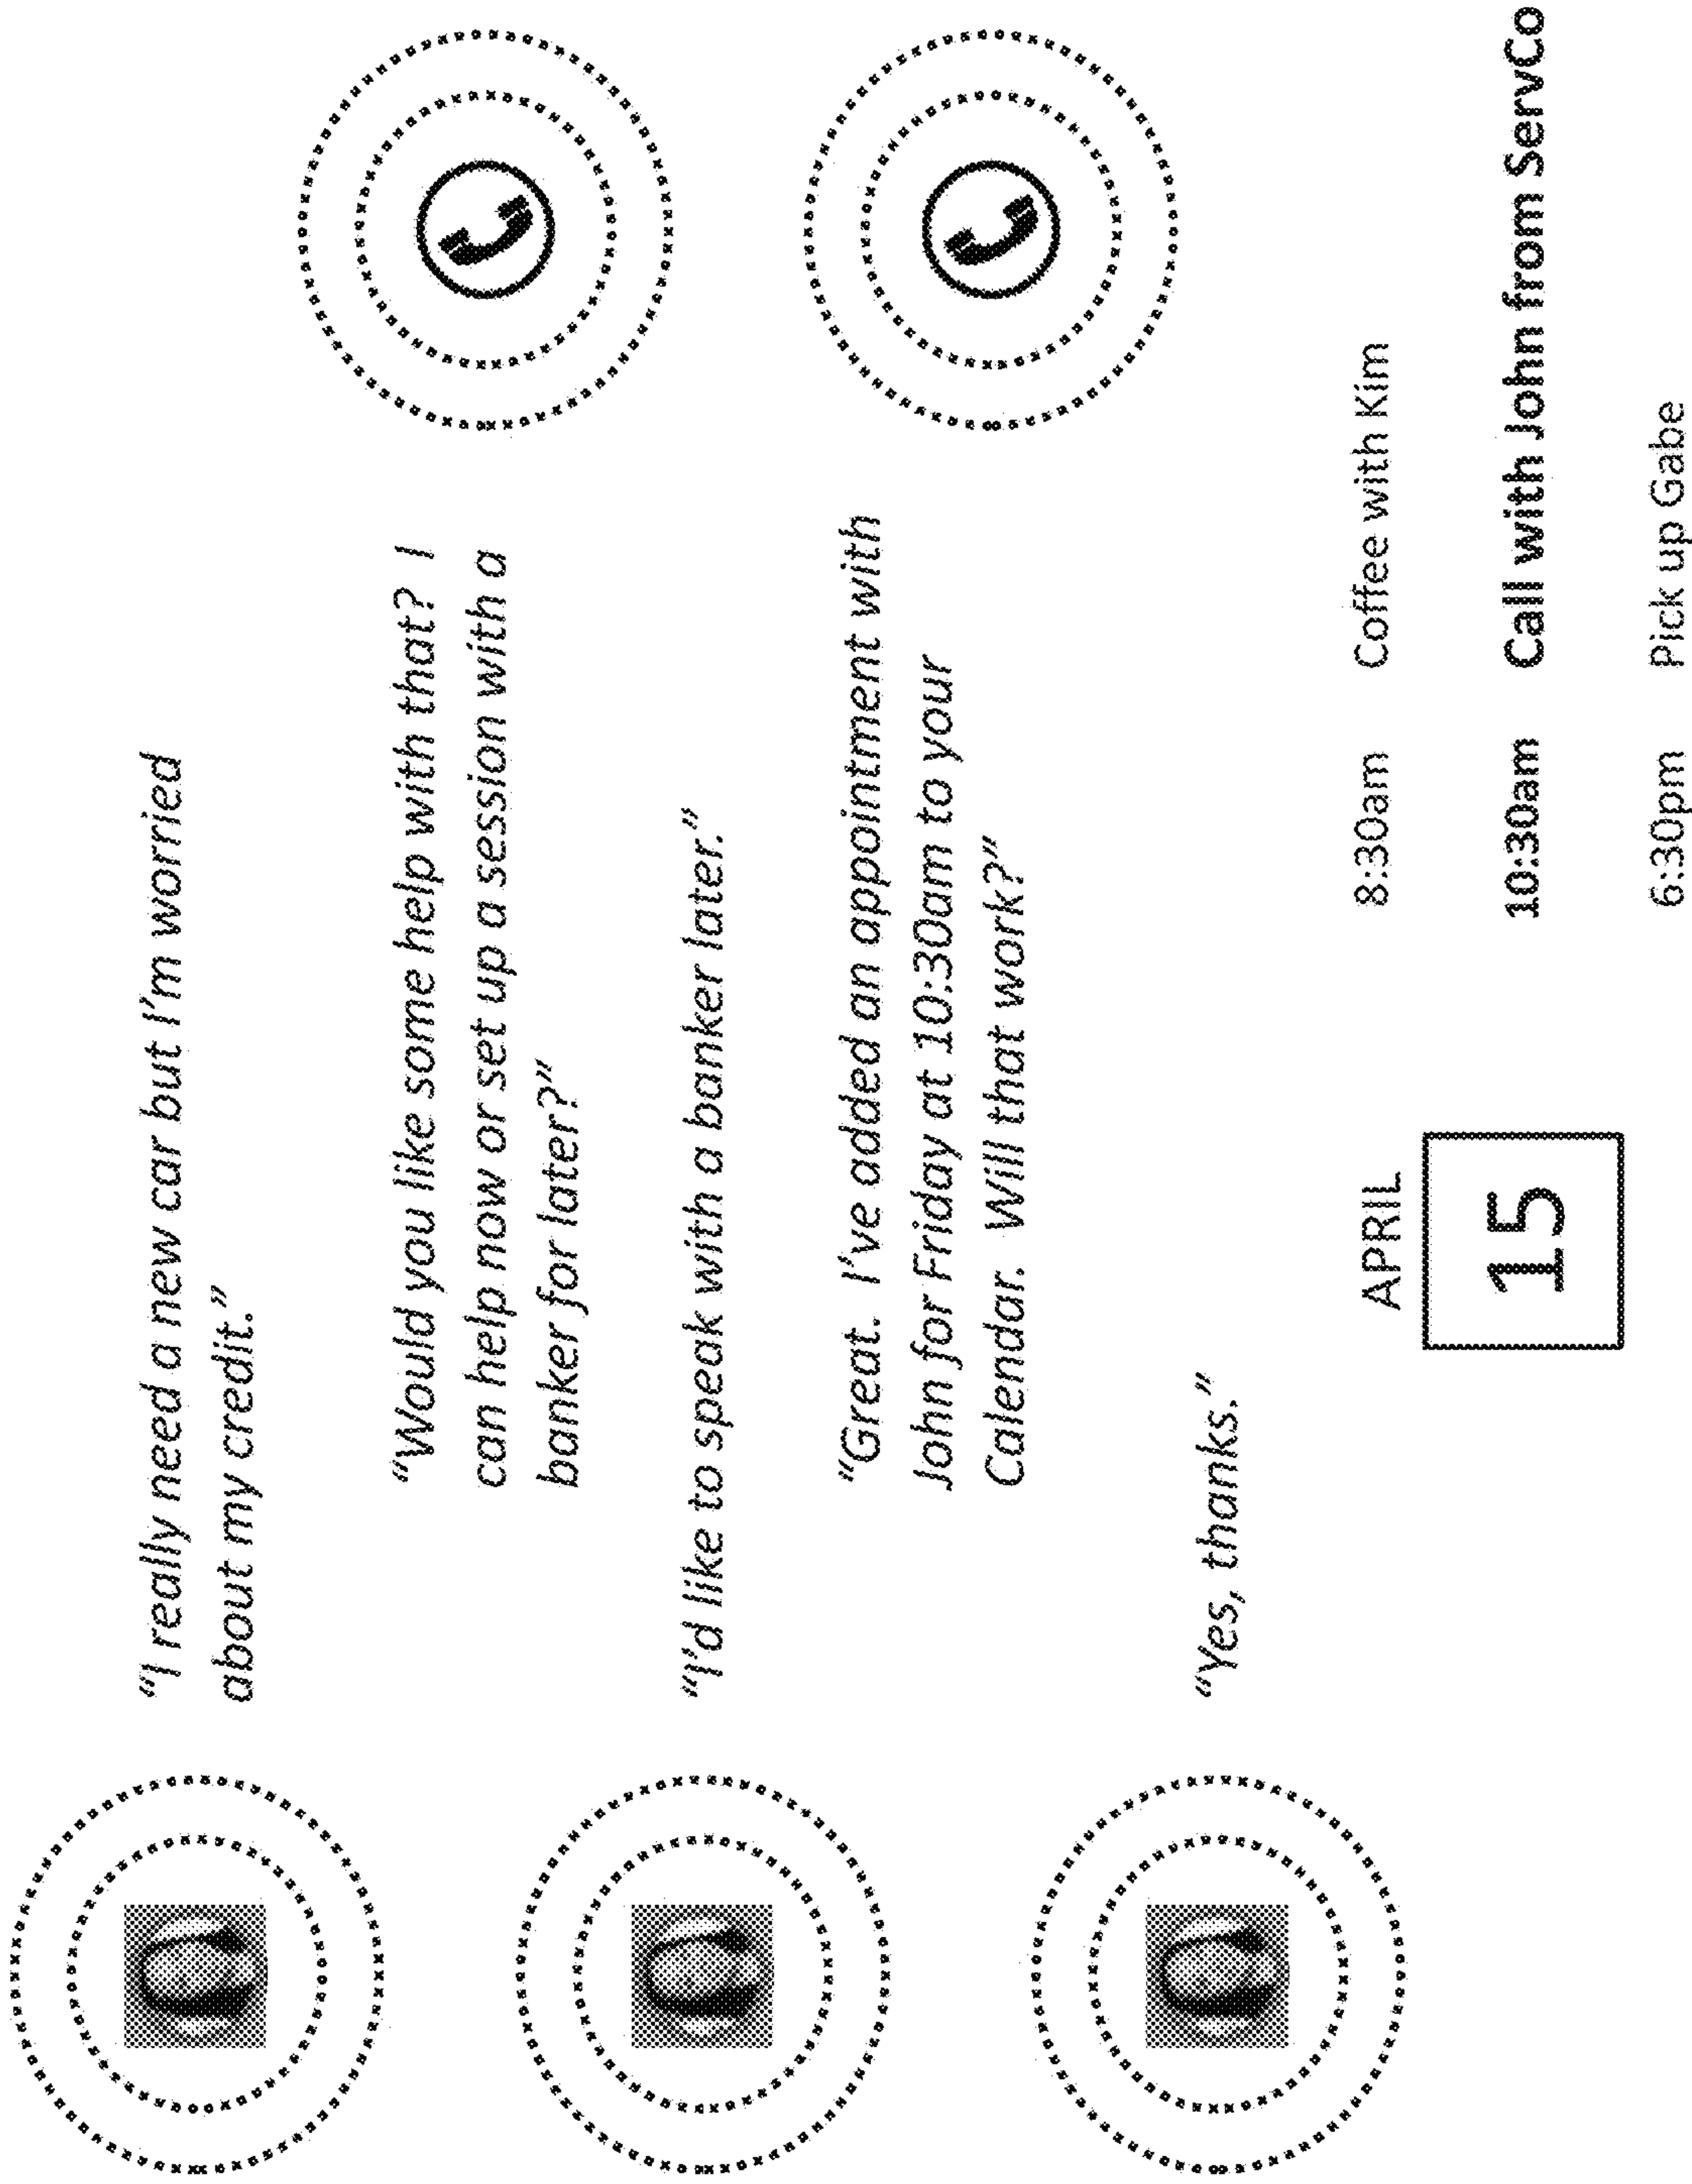 “I really need a new car but I’m worried
about my credit.”
“Would you like some help with that?  I
can help now or set up a session with a
banker for later?”
“I’d like to speak with a banker later.”
“Great.  I’ve added an appointment with
John for Friday at 10:30am to your
Calendar.  Will that work?”
“Yes, thanks.”
APRIL
15
8:30am Coffee with Kim
10:30am Call with John from ServCo
6:30pm Pick up Gabe